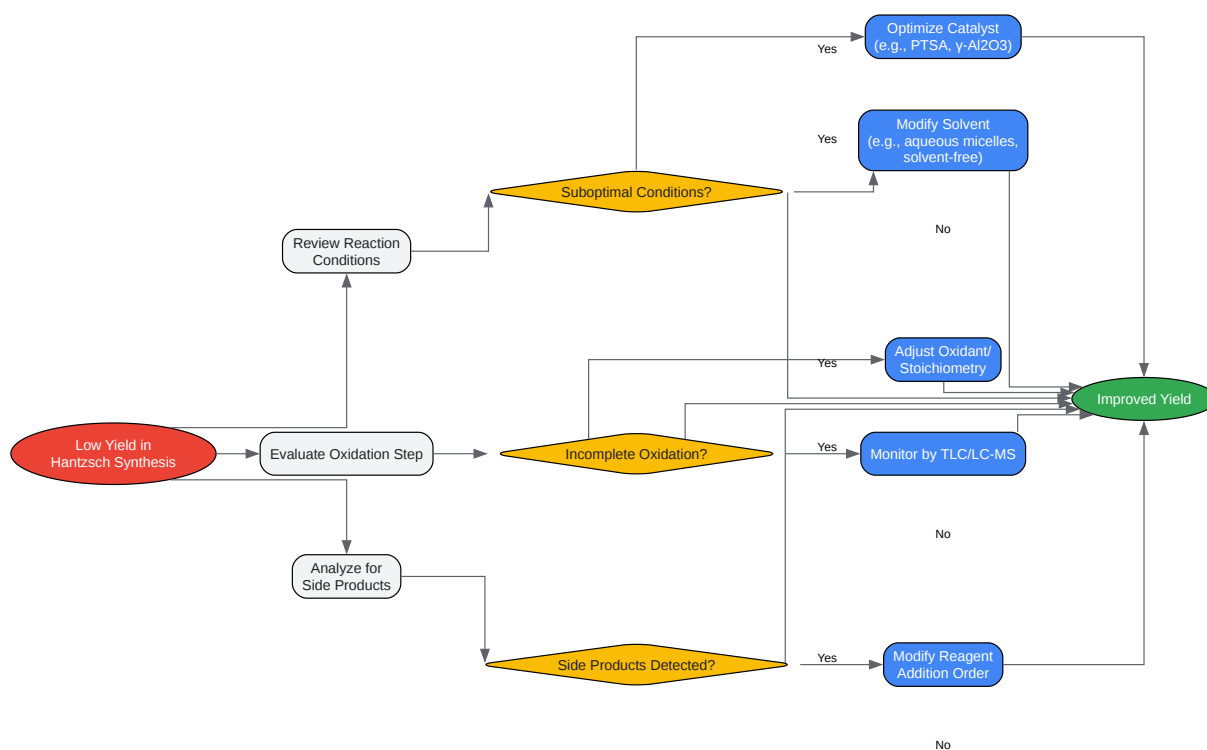 Optimize Catalyst
(e.g., PTSA, γ-Al2O3)
Yes
Modify Solvent
(e.g., aqueous micelles,
solvent-free)
Yes
Suboptimal Conditions?
No
Review Reaction
Conditions
Adjust Oxidant/
Stoichiometry
Yes
Improved Yield
Low Yield in
Hantzsch Synthesis
Evaluate Oxidation Step
Incomplete Oxidation?
Yes
Monitor by TLC/LC-MS
No
Analyze for
Side Products
Side Products Detected?
Yes
Modify Reagent
Addition Order
No